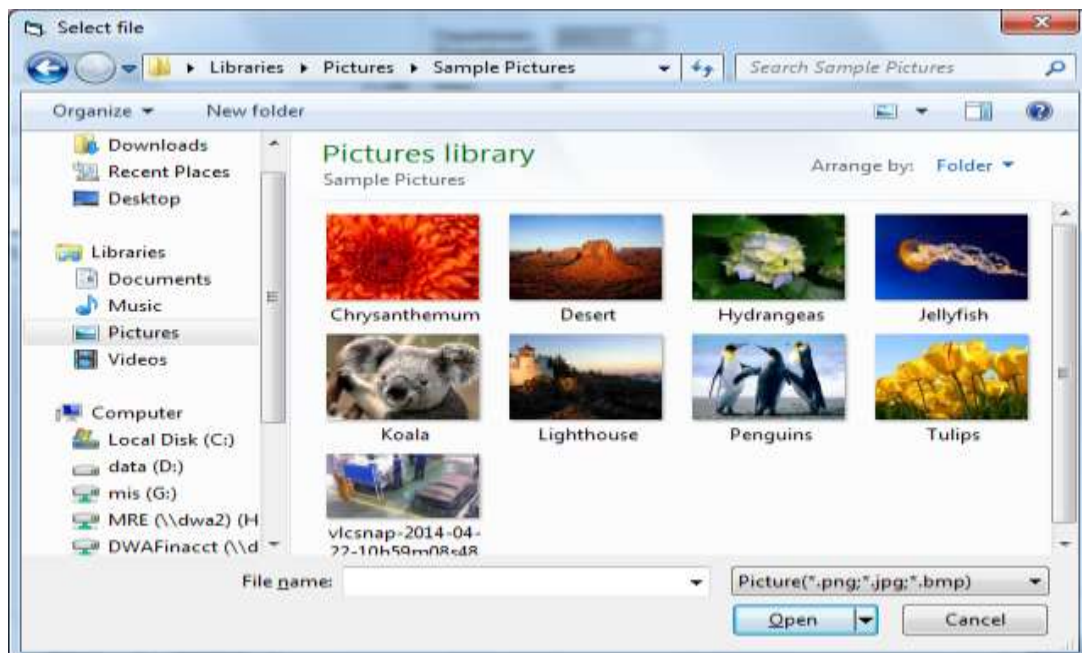 Select file
Libraries ▸ Pictures ▸ Sample Pictures
Search Sample Pictures
Organize
New folder
Downloads
Recent Places
Desktop
Libraries
Documents
Music
Pictures
Videos
Computer
Local Disk (C:)
data (D:)
mis (G:)
MRE (\\dwa2) (H
DWAFinacct (\\d
Pictures library
Sample Pictures
Arrange by: Folder
Chrysanthemum
Desert
Hydrangeas
Jellyfish
Koala
Lighthouse
Penguins
Tulips
vlcsnap-2014-04-
22-10h59m08s48
File name:
Picture(*.png;*.jpg;*.bmp)
Open
Cancel